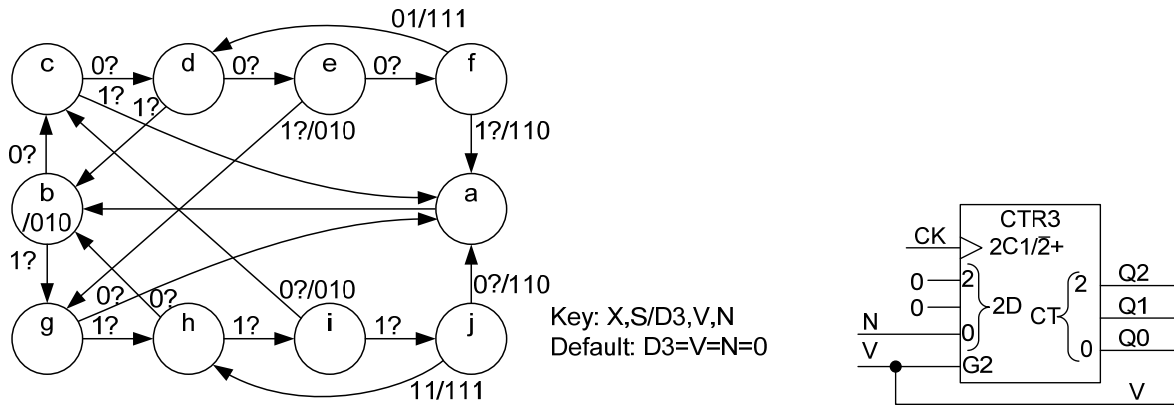 01/111
c
0?
d
0?
e
0?
f
1?
1?
1?/010
1?/110
0?
b
/010
a
1?
0?
0?
0?/010
0?/110
g
1?
h
1?
i
1?
j
11/111
Key: X,S/D3,V,N
Default: D3=V=N=0
CTR3
CK
2C1/2̅+
0
2
2
Q2
0
2D
CT
Q1
N
0
0
Q0
V
G2
V